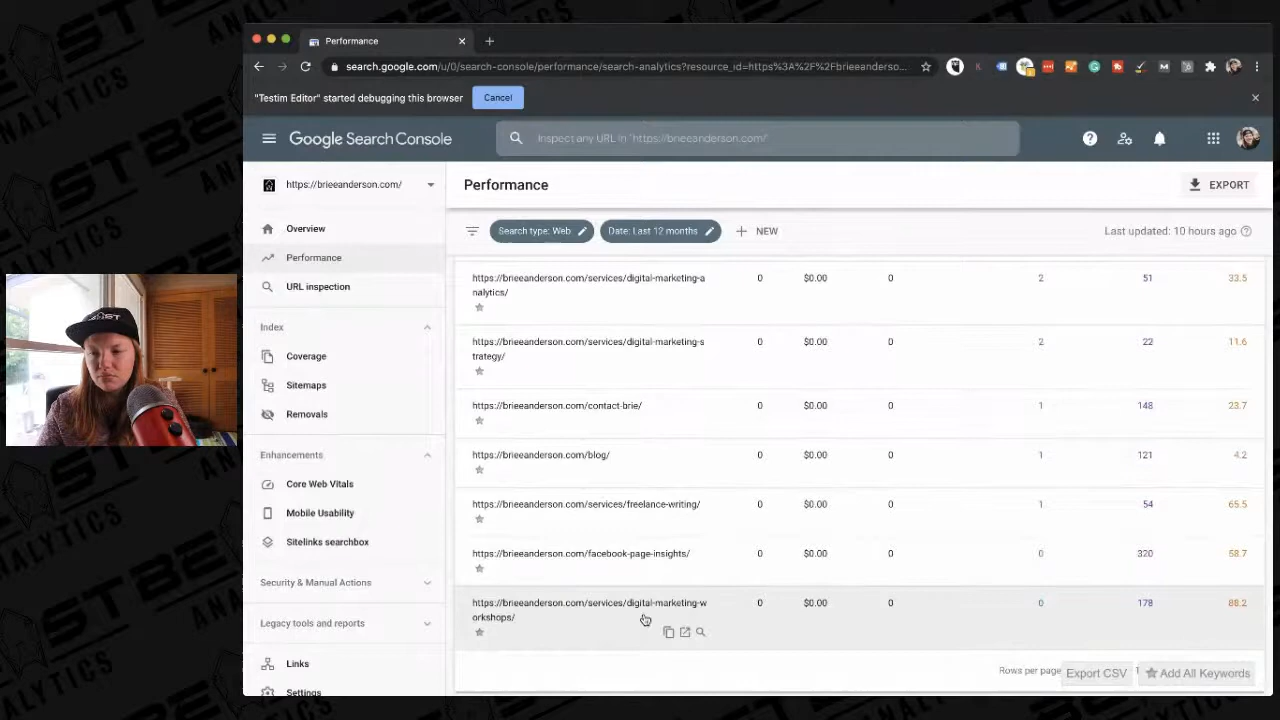 Performance
search.google.com/u/0/search-console/performance/search-analytics?resource_id=https%3A%2F%2Fbrieeanderso...
"Testim Editor" started debugging this browser
Cancel
Google Search Console
Inspect any URL in "https://brieeanderson.com/"
https://brieeanderson.com/
Performance
EXPORT
Search type: Web
Date: Last 12 months
NEW
Last updated: 10 hours ago
Overview
Performance
URL inspection
Index
Coverage
Sitemaps
Removals
Enhancements
Core Web Vitals
Mobile Usability
Sitelinks searchbox
Security & Manual Actions
Legacy tools and reports
Links
Settings
https://brieeanderson.com/services/digital-marketing-a
nalytics/
0 $0.00 0 2 51 33.5
https://brieeanderson.com/services/digital-marketing-s
trategy/
0 $0.00 0 2 22 11.6
https://brieeanderson.com/contact-brie/ 0 $0.00 0 1 148 23.7
https://brieeanderson.com/blog/ 0 $0.00 0 1 121 4.2
https://brieeanderson.com/services/freelance-writing/ 0 $0.00 0 1 54 65.5
https://brieeanderson.com/facebook-page-insights/ 0 $0.00 0 0 320 58.7
https://brieeanderson.com/services/digital-marketing-w
orkshops/
0 $0.00 0 0 178 88.2
Rows per page
Export CSV
Add All Keywords